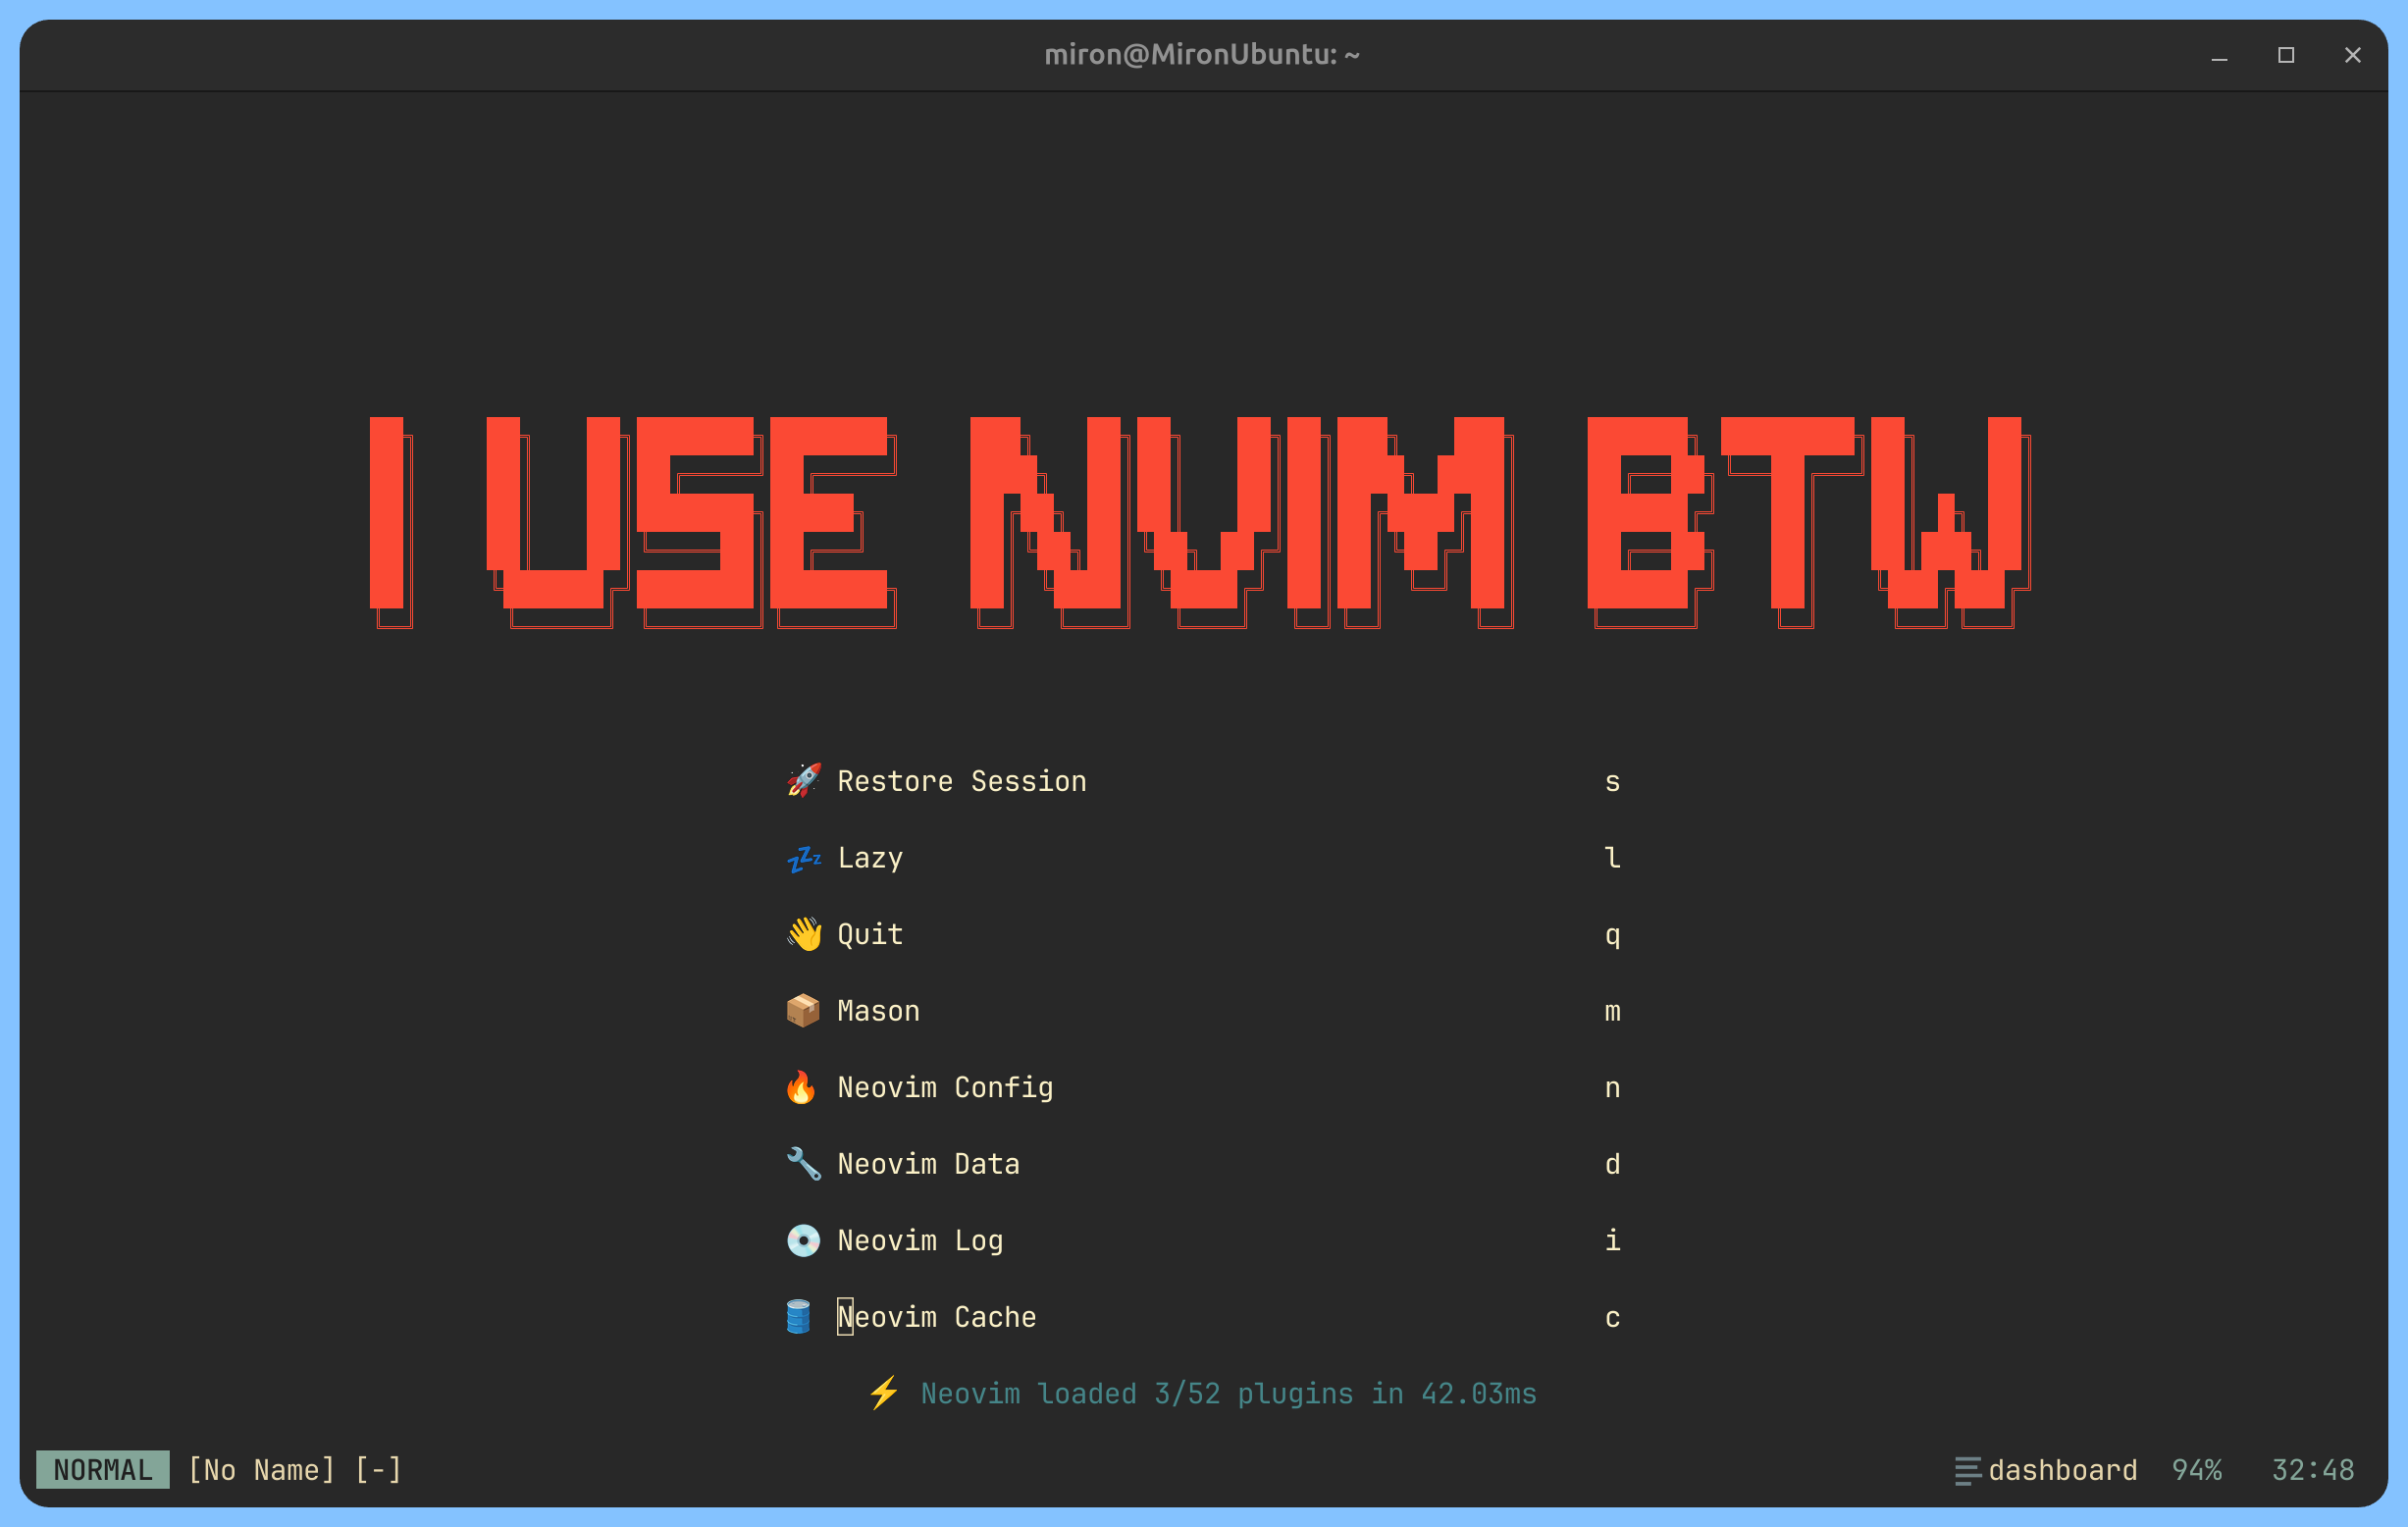 miron@MironUbuntu: ~
I USE NVIM BTW
🚀 Restore Session s
💤 Lazy l
👋 Quit q
📦 Mason m
🔥 Neovim Config n
🔧 Neovim Data d
💿 Neovim Log i
🛢️ Neovim Cache c
⚡ Neovim loaded 3/52 plugins in 42.03ms
NORMAL [No Name] [-] dashboard 94% 32:48